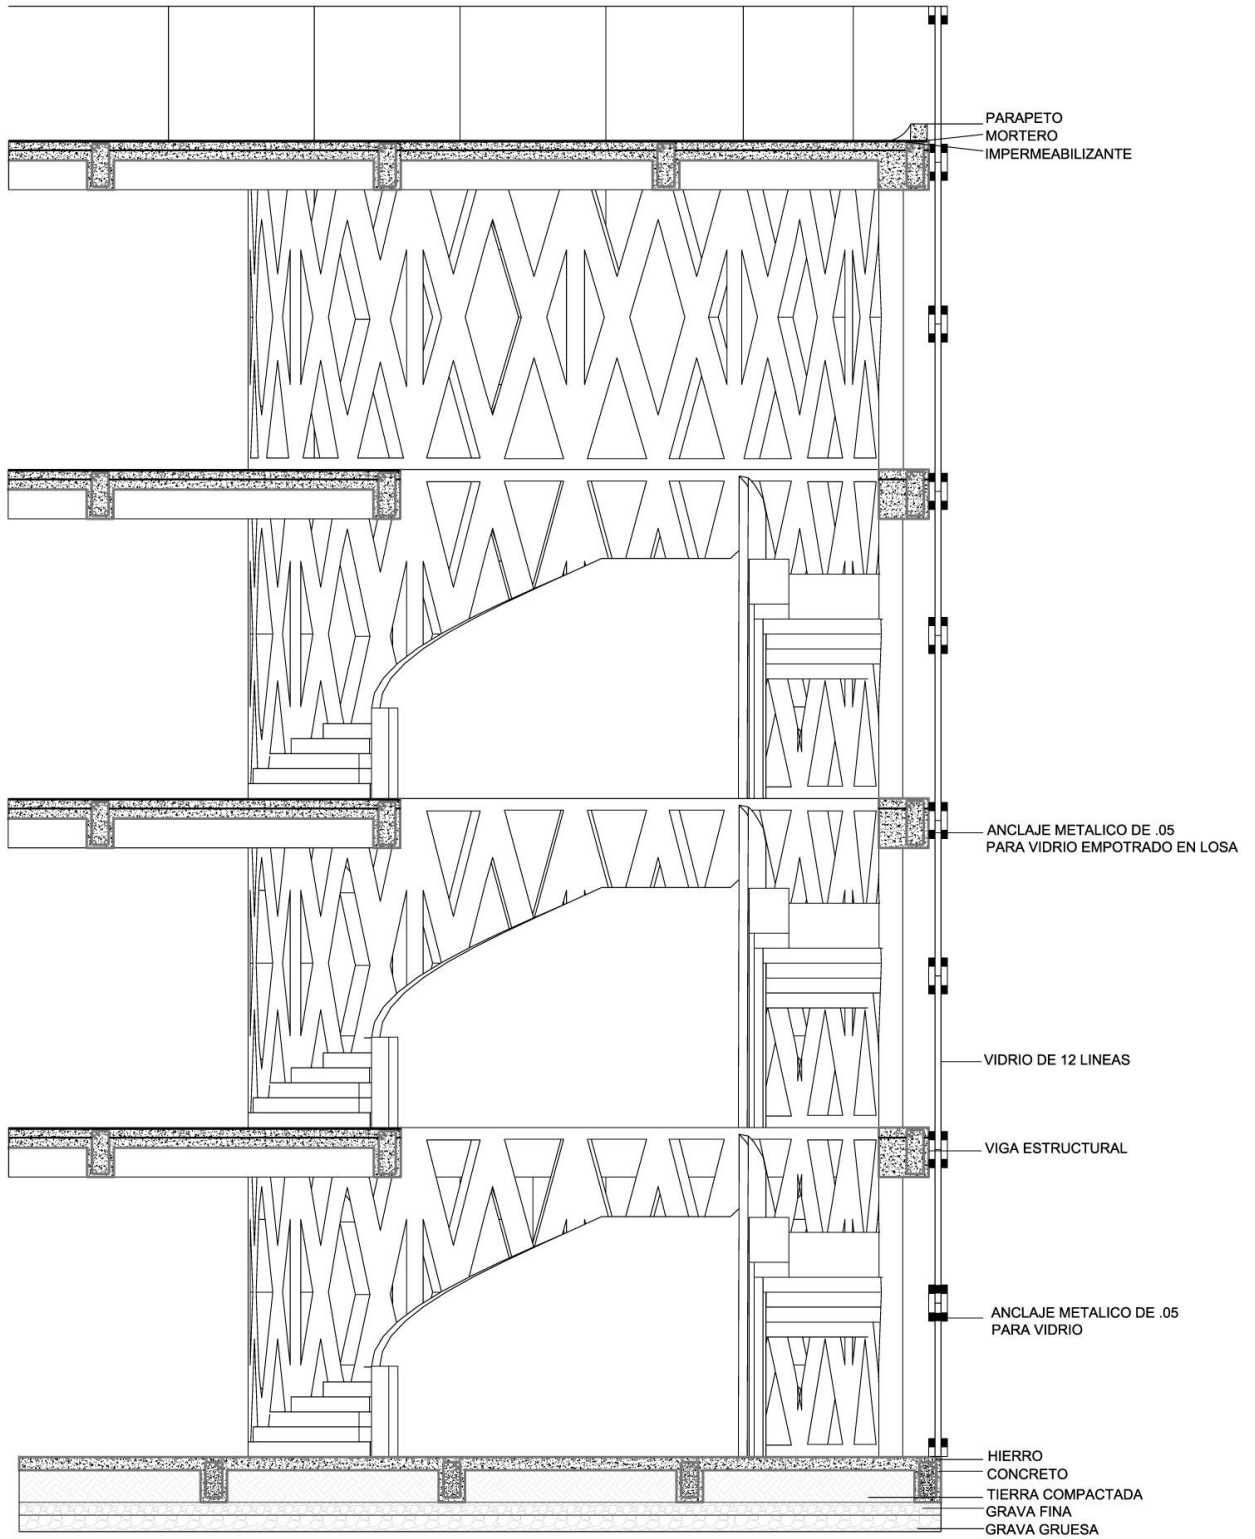 PARAPETO
MORTERO
IMPERMEABILIZANTE
ANCLAJE METALICO DE .05
PARA VIDRIO EMPOTRADO EN LOSA
VIDRIO DE 12 LINEAS
VIGA ESTRUCTURAL
ANCLAJE METALICO DE .05
PARA VIDRIO
HIERRO
CONCRETO
TIERRA COMPACTADA
GRAVA FINA
GRAVA GRUESA